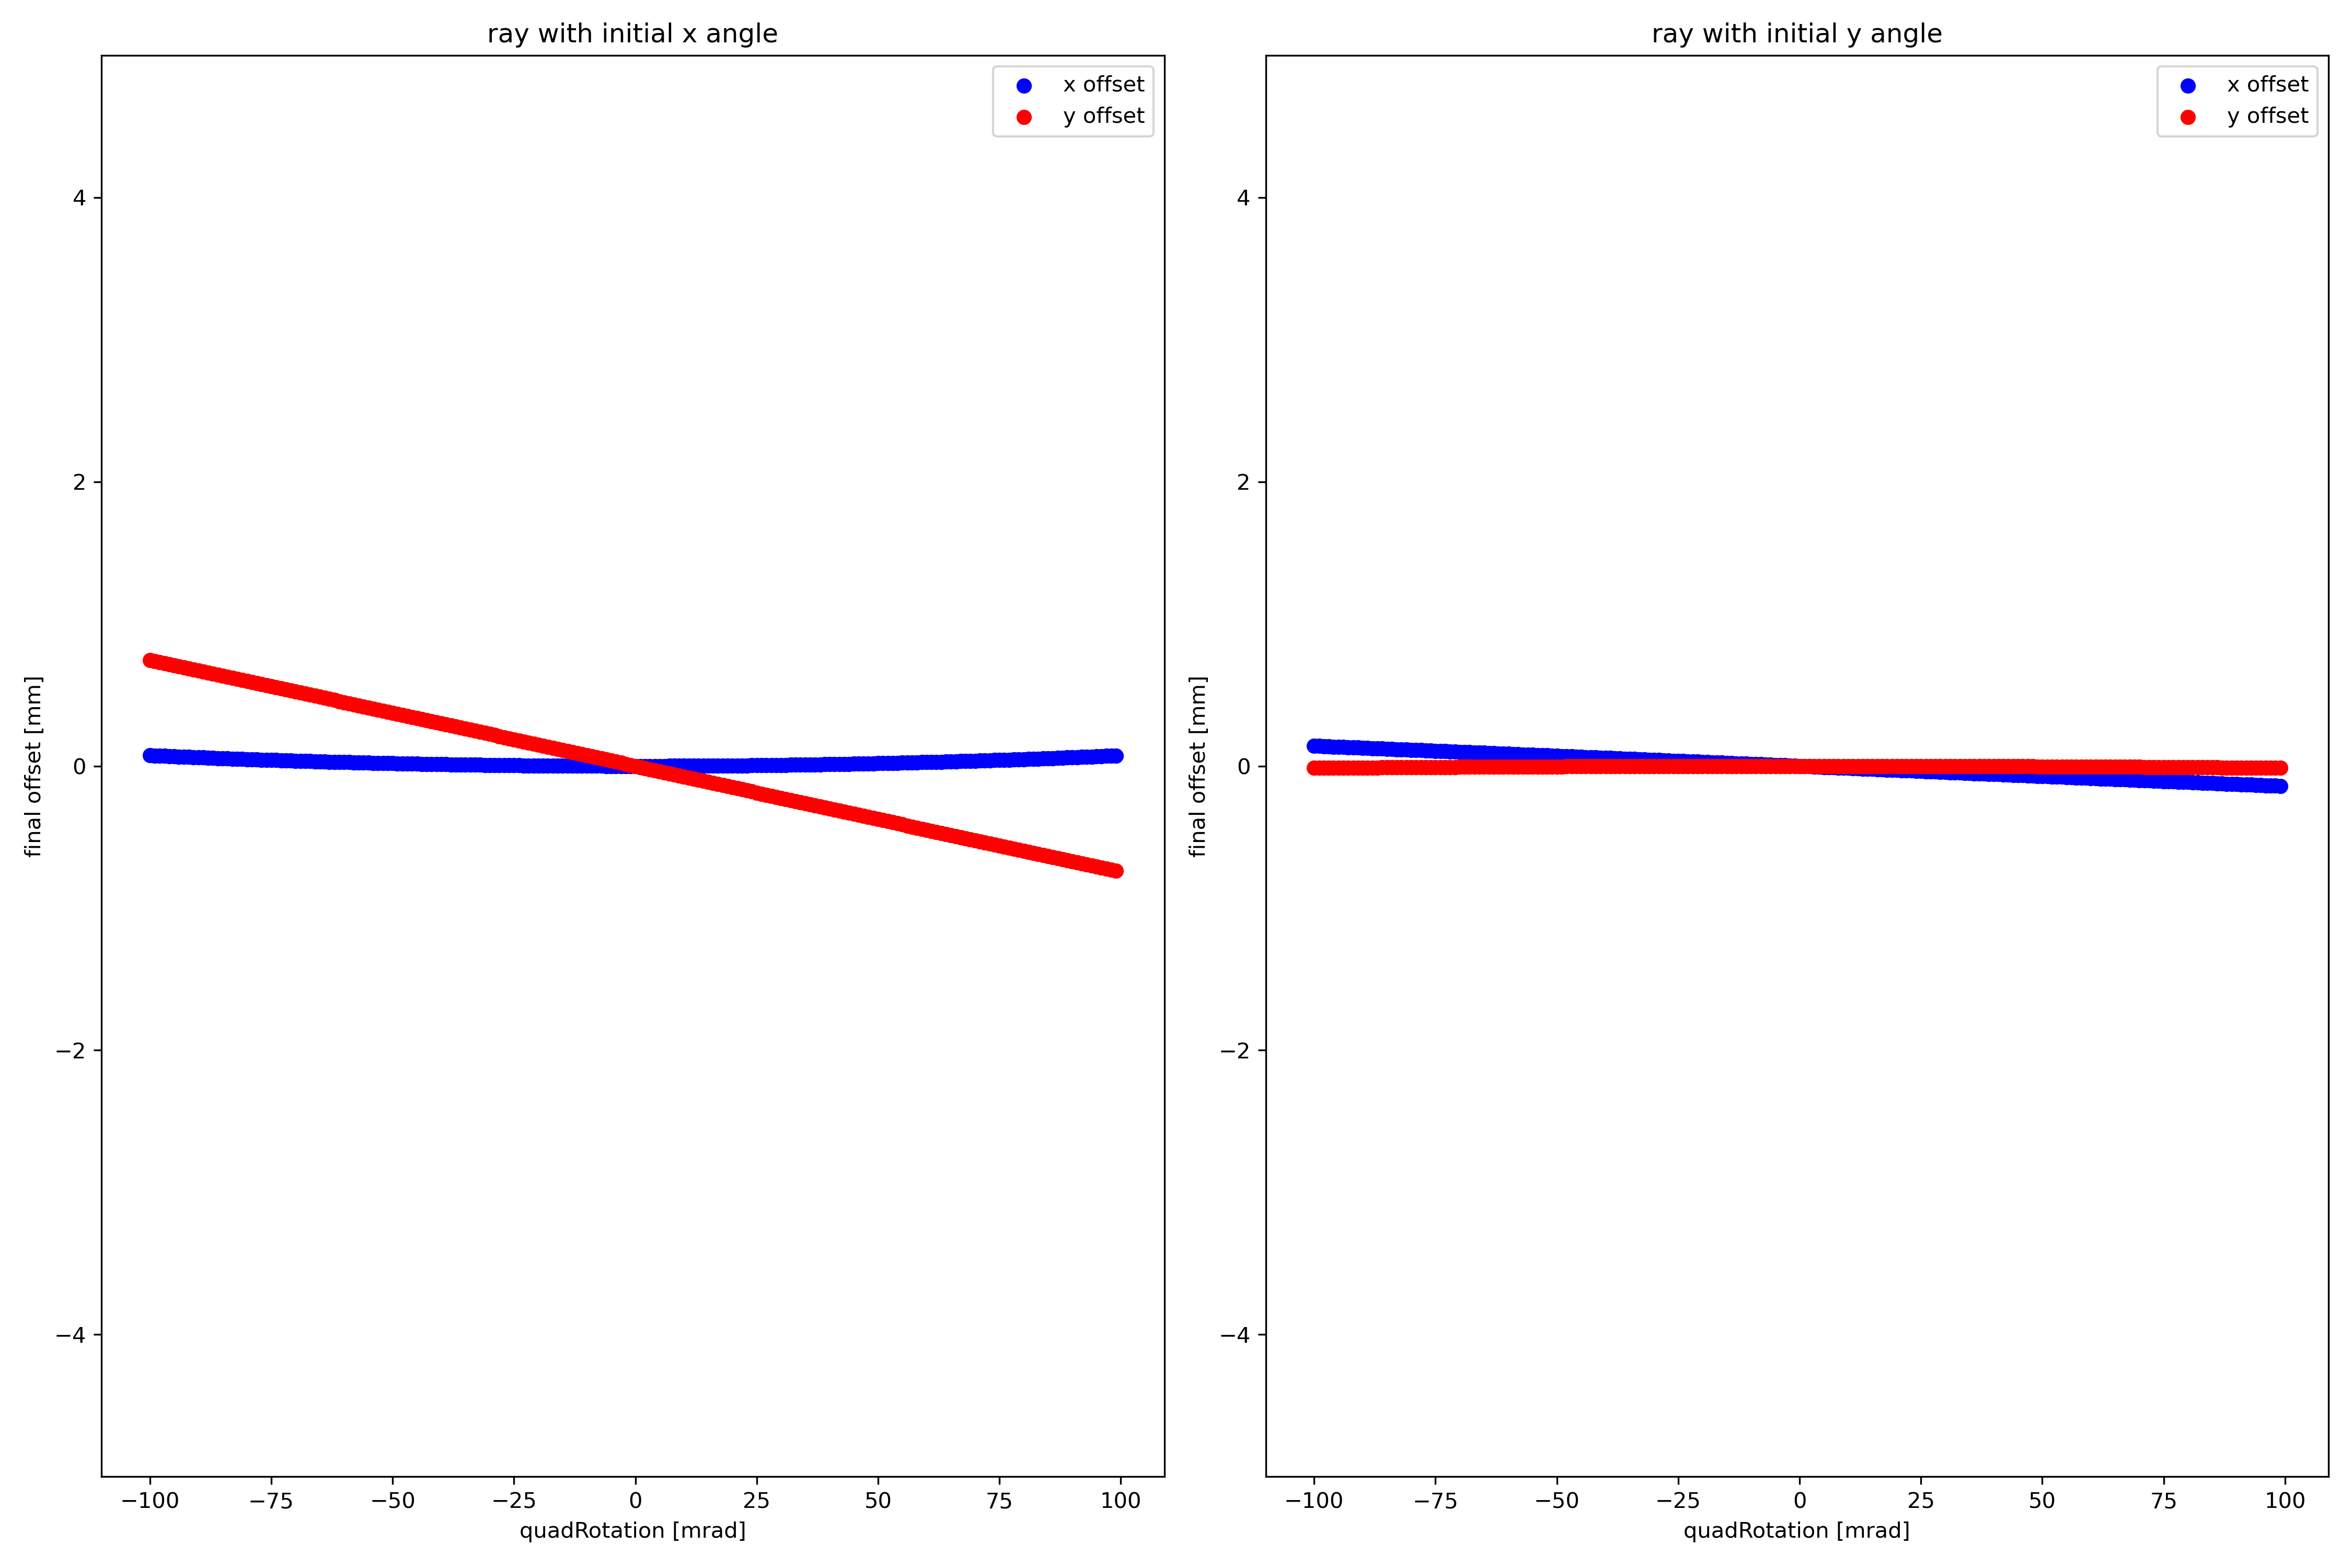 ray with initial x angle
x offset
y offset
4
2
0
−2
−4
final offset [mm]
−100
−75
−50
−25
0
25
50
75
100
quadRotation [mrad]
ray with initial y angle
x offset
y offset
4
2
0
−2
−4
final offset [mm]
−100
−75
−50
−25
0
25
50
75
100
quadRotation [mrad]